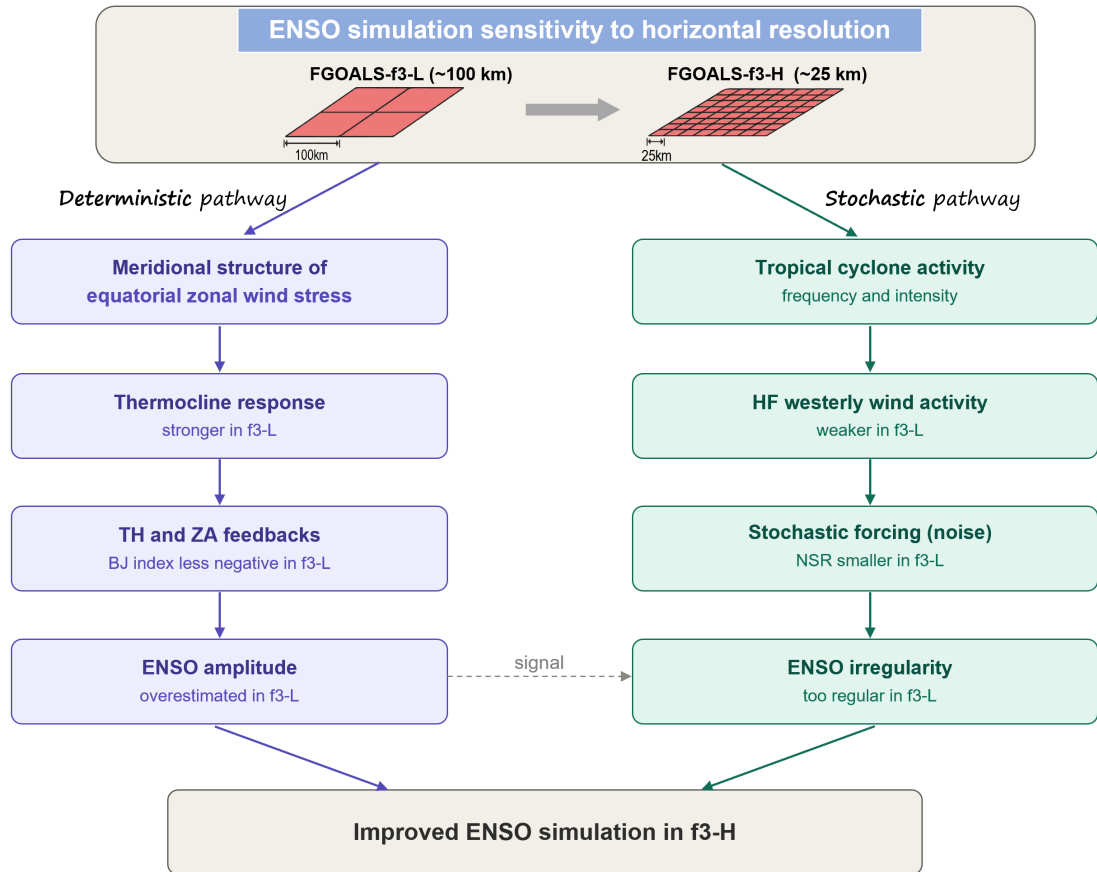 ENSO simulation sensitivity to horizontal resolution
FGOALS-f3-L (~100 km)
FGOALS-f3-H (~25 km)
100km
25km
Deterministic pathway
Stochastic pathway
Meridional structure of
equatorial zonal wind stress
Tropical cyclone activity
frequency and intensity
Thermocline response
stronger in f3-L
HF westerly wind activity
weaker in f3-L
TH and ZA feedbacks
BJ index less negative in f3-L
Stochastic forcing (noise)
NSR smaller in f3-L
ENSO amplitude
overestimated in f3-L
signal
ENSO irregularity
too regular in f3-L
Improved ENSO simulation in f3-H